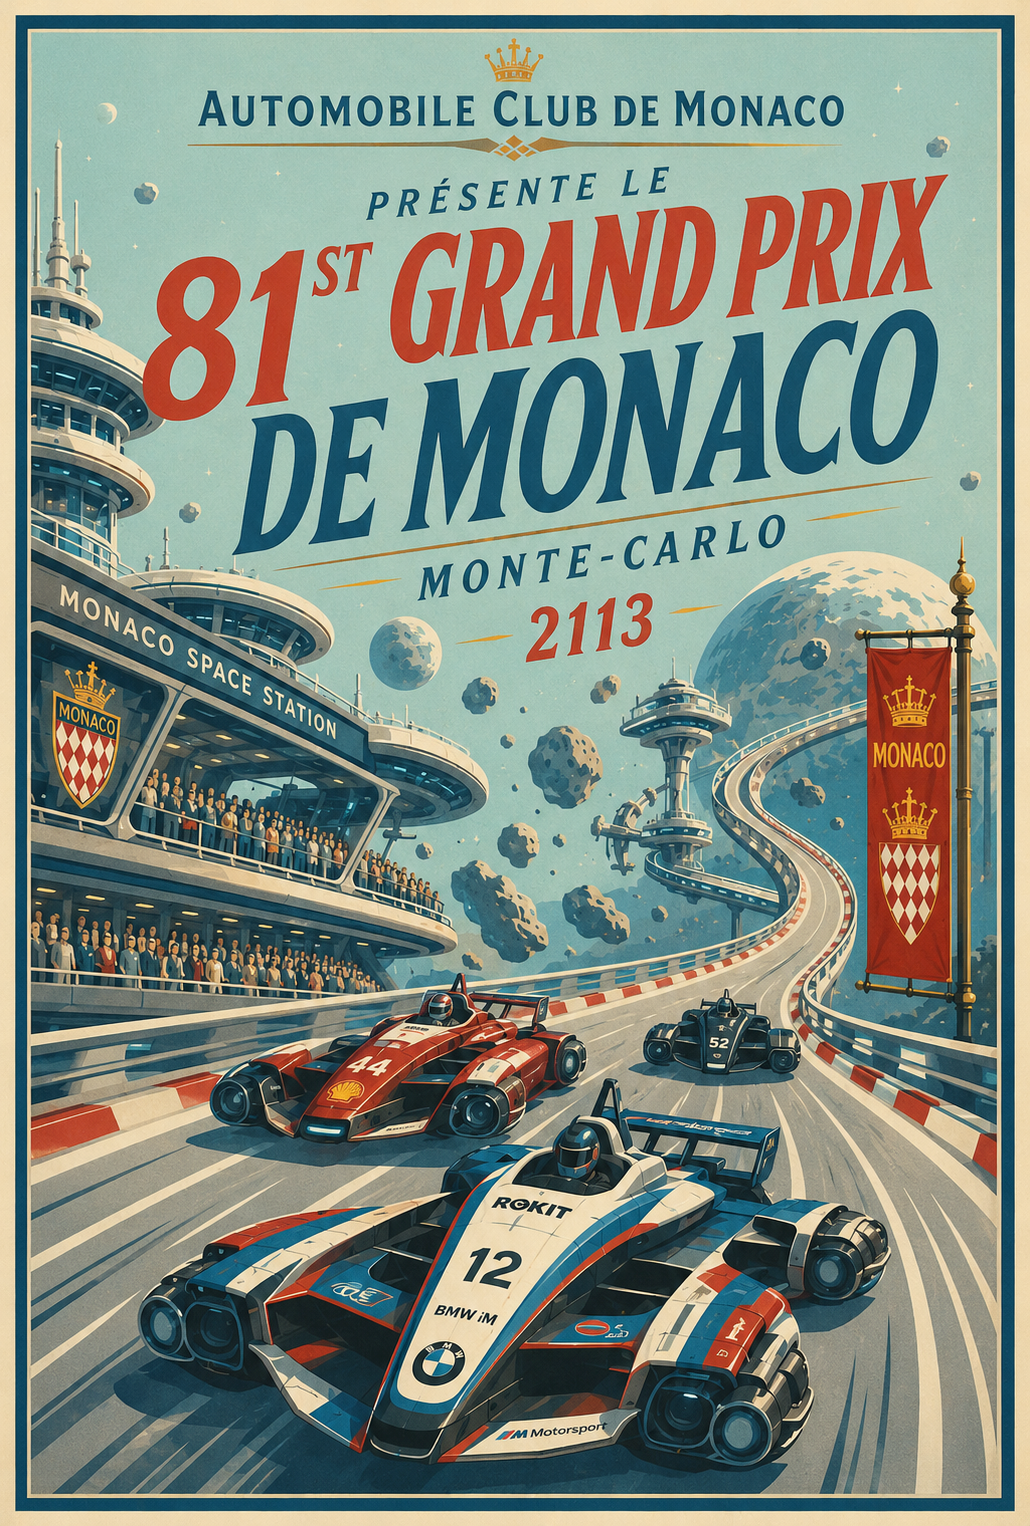 AUTOMOBILE CLUB DE MONACO
PRÉSENTE LE
81ST GRAND PRIX
DE MONACO
MONTE-CARLO
2113
MONACO SPACE STATION
MONACO
MONACO
44
52
ROKIT
12
BMW iM
BMW
M Motorsport